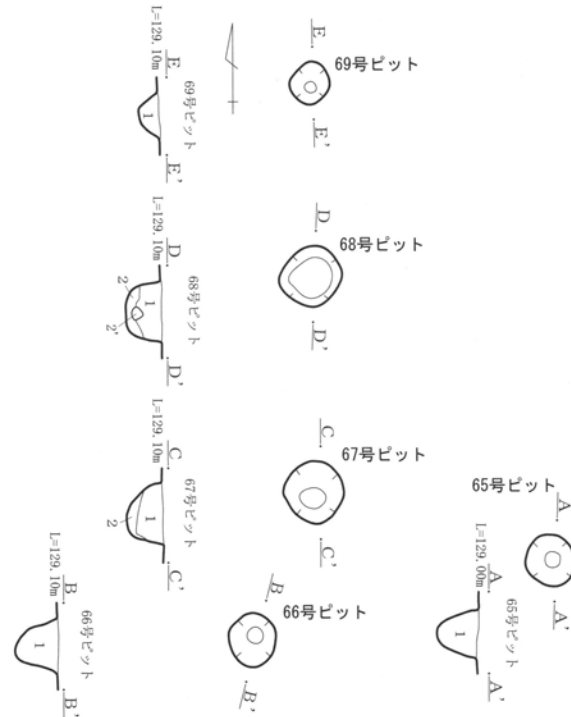 E
69号ピット
E'
L=129.10m
E
69号ピット
1
E'
D
68号ピット
D'
L=129.10m
D
68号ピット
1
2
2'
D'
C
67号ピット
C'
L=129.10m
C
67号ピット
1
2
C'
65号ピット
A
A'
L=129.00m
A
65号ピット
1
A'
B
66号ピット
B'
L=129.10m
B
66号ピット
1
B'